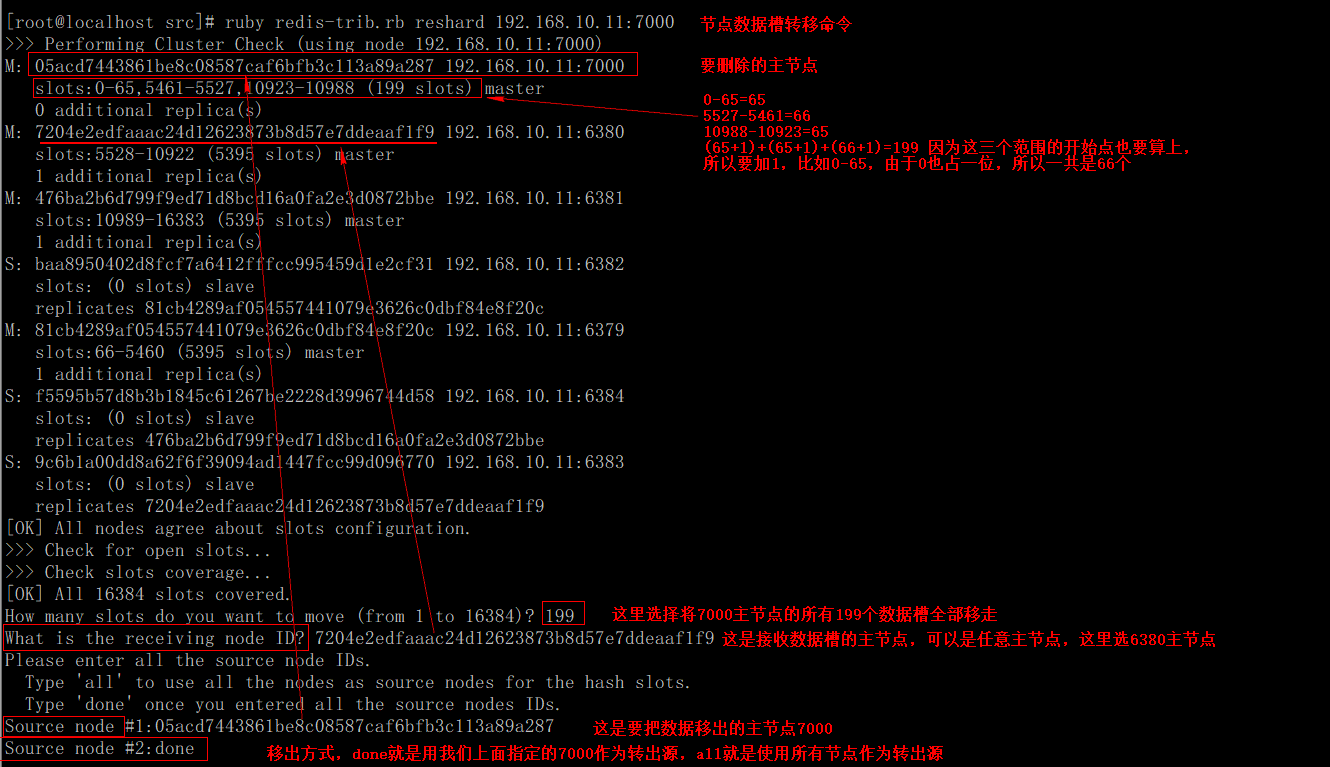 [root@localhost src]# ruby redis-trib.rb reshard 192.168.10.11:7000 节点数据槽转移命令
>>> Performing Cluster Check (using node 192.168.10.11:7000)
M: 05acd7443861be8c08587caf6bfb3c113a89a287 192.168.10.11:7000 要删除的主节点
slots:0-65,5461-5527,10923-10988 (199 slots) master
0-65=65
0 additional replica(s)
5527-5461=66
M: 7204e2edfaaac24d12623873b8d57e7ddeaaf1f9 192.168.10.11:6380
10988-10923=65
slots:5528-10922 (5395 slots) master
(65+1)+(65+1)+(66+1)=199 因为这三个范围的开始点也要算上,
所以要加1, 比如0-65, 由于0也占一位, 所以一共是66个
1 additional replica(s)
M: 476ba2b6d799f9ed71d8bcd16a0fa2e3d0872bbe 192.168.10.11:6381
slots:10989-16383 (5395 slots) master
1 additional replica(s)
S: baa8950402d8fcf7a6412fffcc995459d1e2cf31 192.168.10.11:6382
slots: (0 slots) slave
replicates 81cb4289af054557441079e3626c0dbf84e8f20c
M: 81cb4289af054557441079e3626c0dbf84e8f20c 192.168.10.11:6379
slots:66-5460 (5395 slots) master
1 additional replica(s)
S: f5595b57d8b3b1845c61267be2228d3996744d58 192.168.10.11:6384
slots: (0 slots) slave
replicates 476ba2b6d799f9ed71d8bcd16a0fa2e3d0872bbe
S: 9c6b1a00dd8a62f6f39094ad1447fcc99d096770 192.168.10.11:6383
slots: (0 slots) slave
replicates 7204e2edfaaac24d12623873b8d57e7ddeaaf1f9
[OK] All nodes agree about slots configuration.
>>> Check for open slots...
>>> Check slots coverage...
[OK] All 16384 slots covered.
How many slots do you want to move (from 1 to 16384)? 199 这里选择将7000主节点的所有199个数据槽全部移走
What is the receiving node ID? 7204e2edfaaac24d12623873b8d57e7ddeaaf1f9 这是接收数据槽的主节点, 可以是任意主节点, 这里选6380主节点
Please enter all the source node IDs.
Type 'all' to use all the nodes as source nodes for the hash slots.
Type 'done' once you entered all the source nodes IDs.
Source node #1:05acd7443861be8c08587caf6bfb3c113a89a287 这是要把数据移出的主节点7000
Source node #2:done 移出方式, done就是用我们上面指定的7000作为转出源, all就是使用所有节点作为转出源